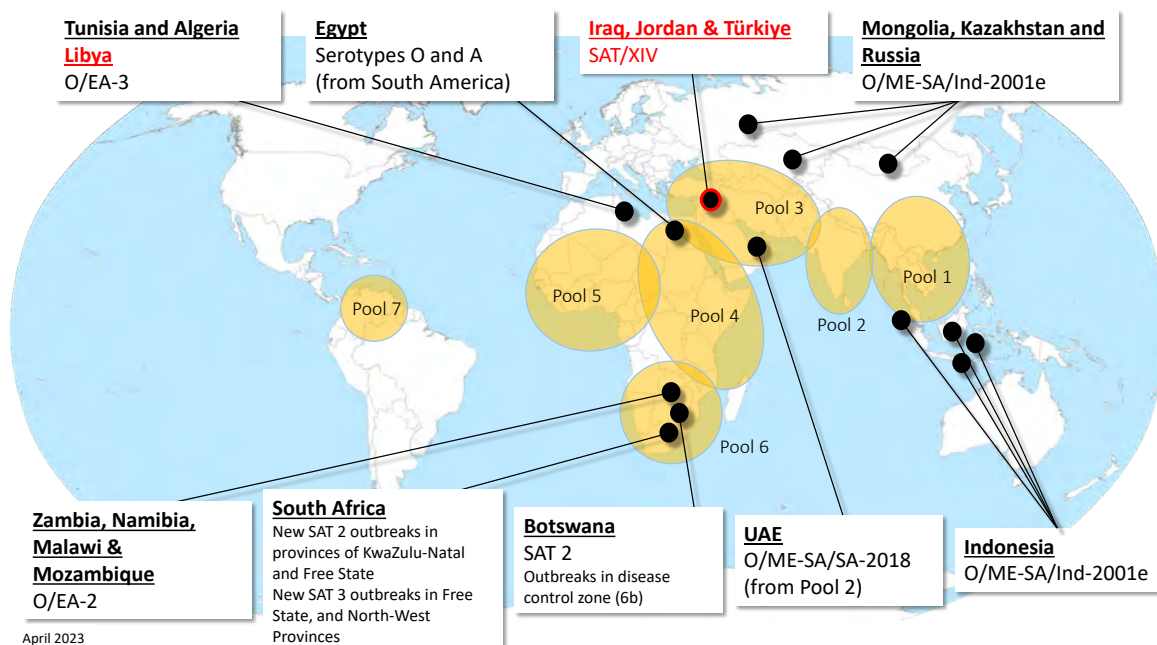 Tunisia and Algeria
Libya
O/EA-3
Egypt
Serotypes O and A
(from South America)
Iraq, Jordan & Türkiye
SAT/XIV
Mongolia, Kazakhstan and
Russia
O/ME-SA/Ind-2001e
Pool 3
Pool 5
Pool 4
Pool 7
Pool 2
Pool 1
Pool 6
Zambia, Namibia,
Malawi &
Mozambique
O/EA-2
South Africa
New SAT 2 outbreaks in
provinces of KwaZulu-Natal
and Free State
New SAT 3 outbreaks in Free
State, and North-West
Provinces
Botswana
SAT 2
Outbreaks in disease
control zone (6b)
UAE
O/ME-SA/SA-2018
(from Pool 2)
Indonesia
O/ME-SA/Ind-2001e
April 2023